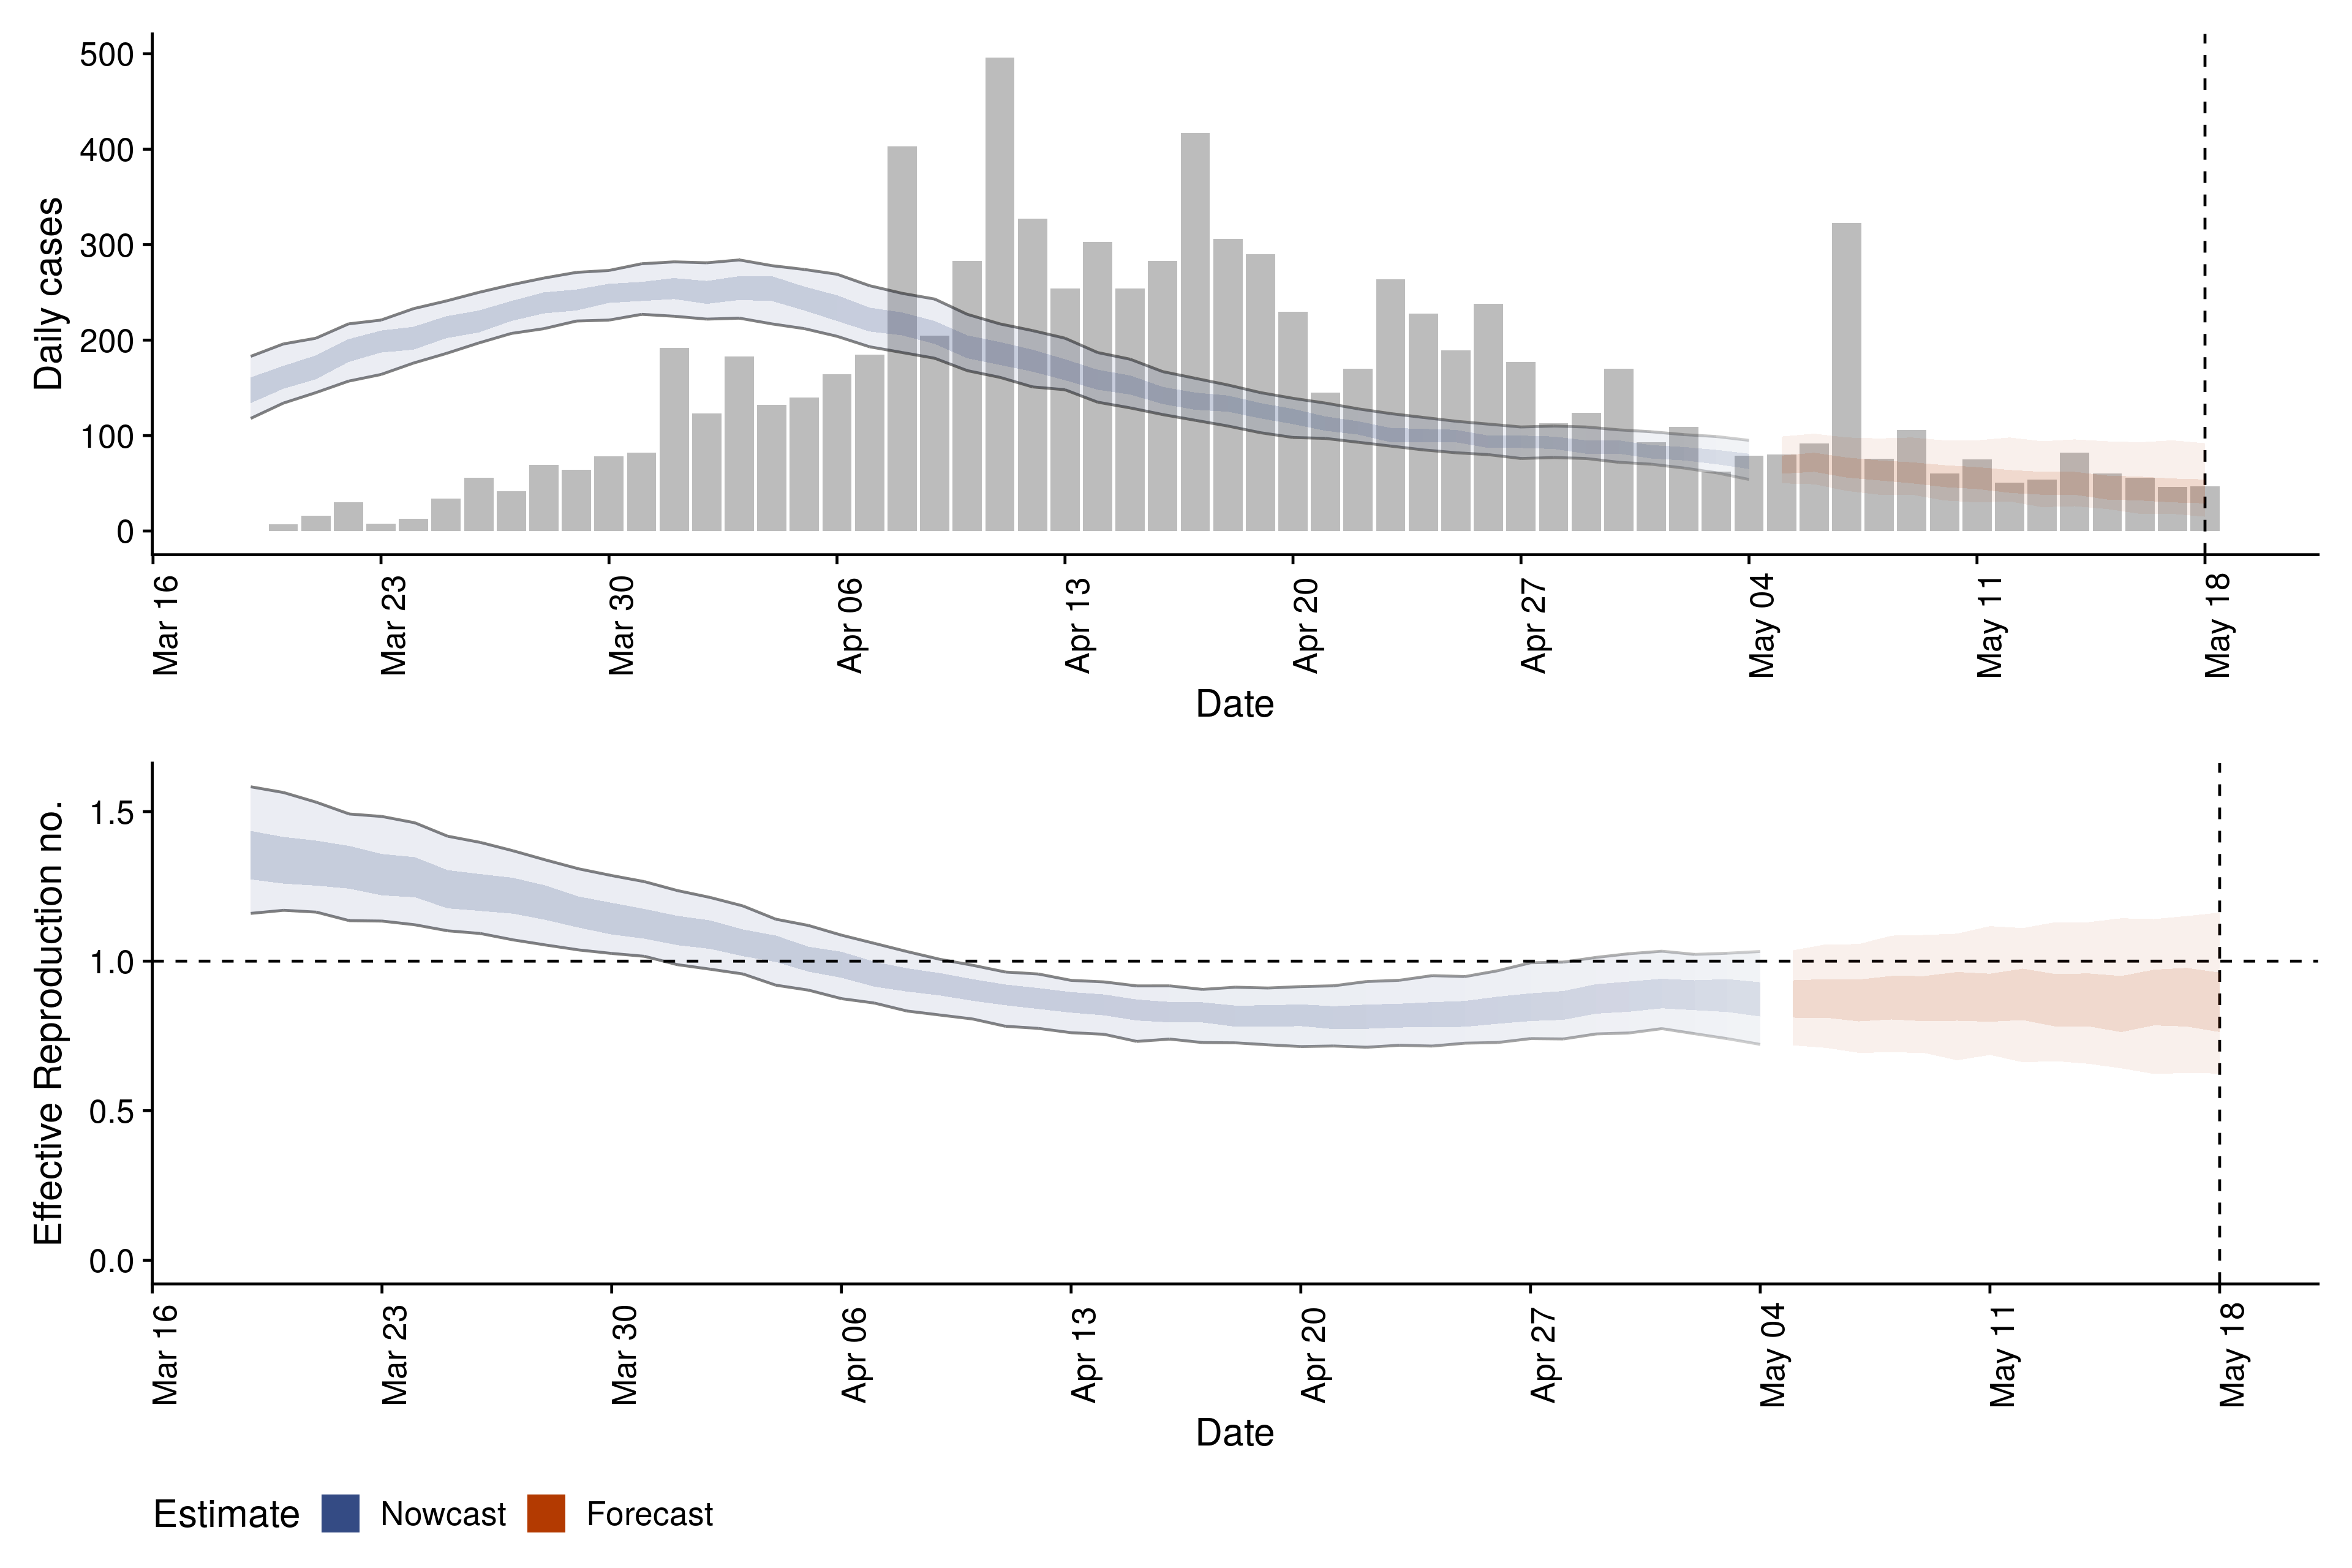 Daily cases
500
400
300
200
100
0
Mar 16
Mar 23
Mar 30
Apr 06
Apr 13
Apr 20
Apr 27
May 04
May 11
May 18
Date
Effective Reproduction no.
1.5
1.0
0.5
0.0
Mar 16
Mar 23
Mar 30
Apr 06
Apr 13
Apr 20
Apr 27
May 04
May 11
May 18
Date
Estimate Nowcast Forecast